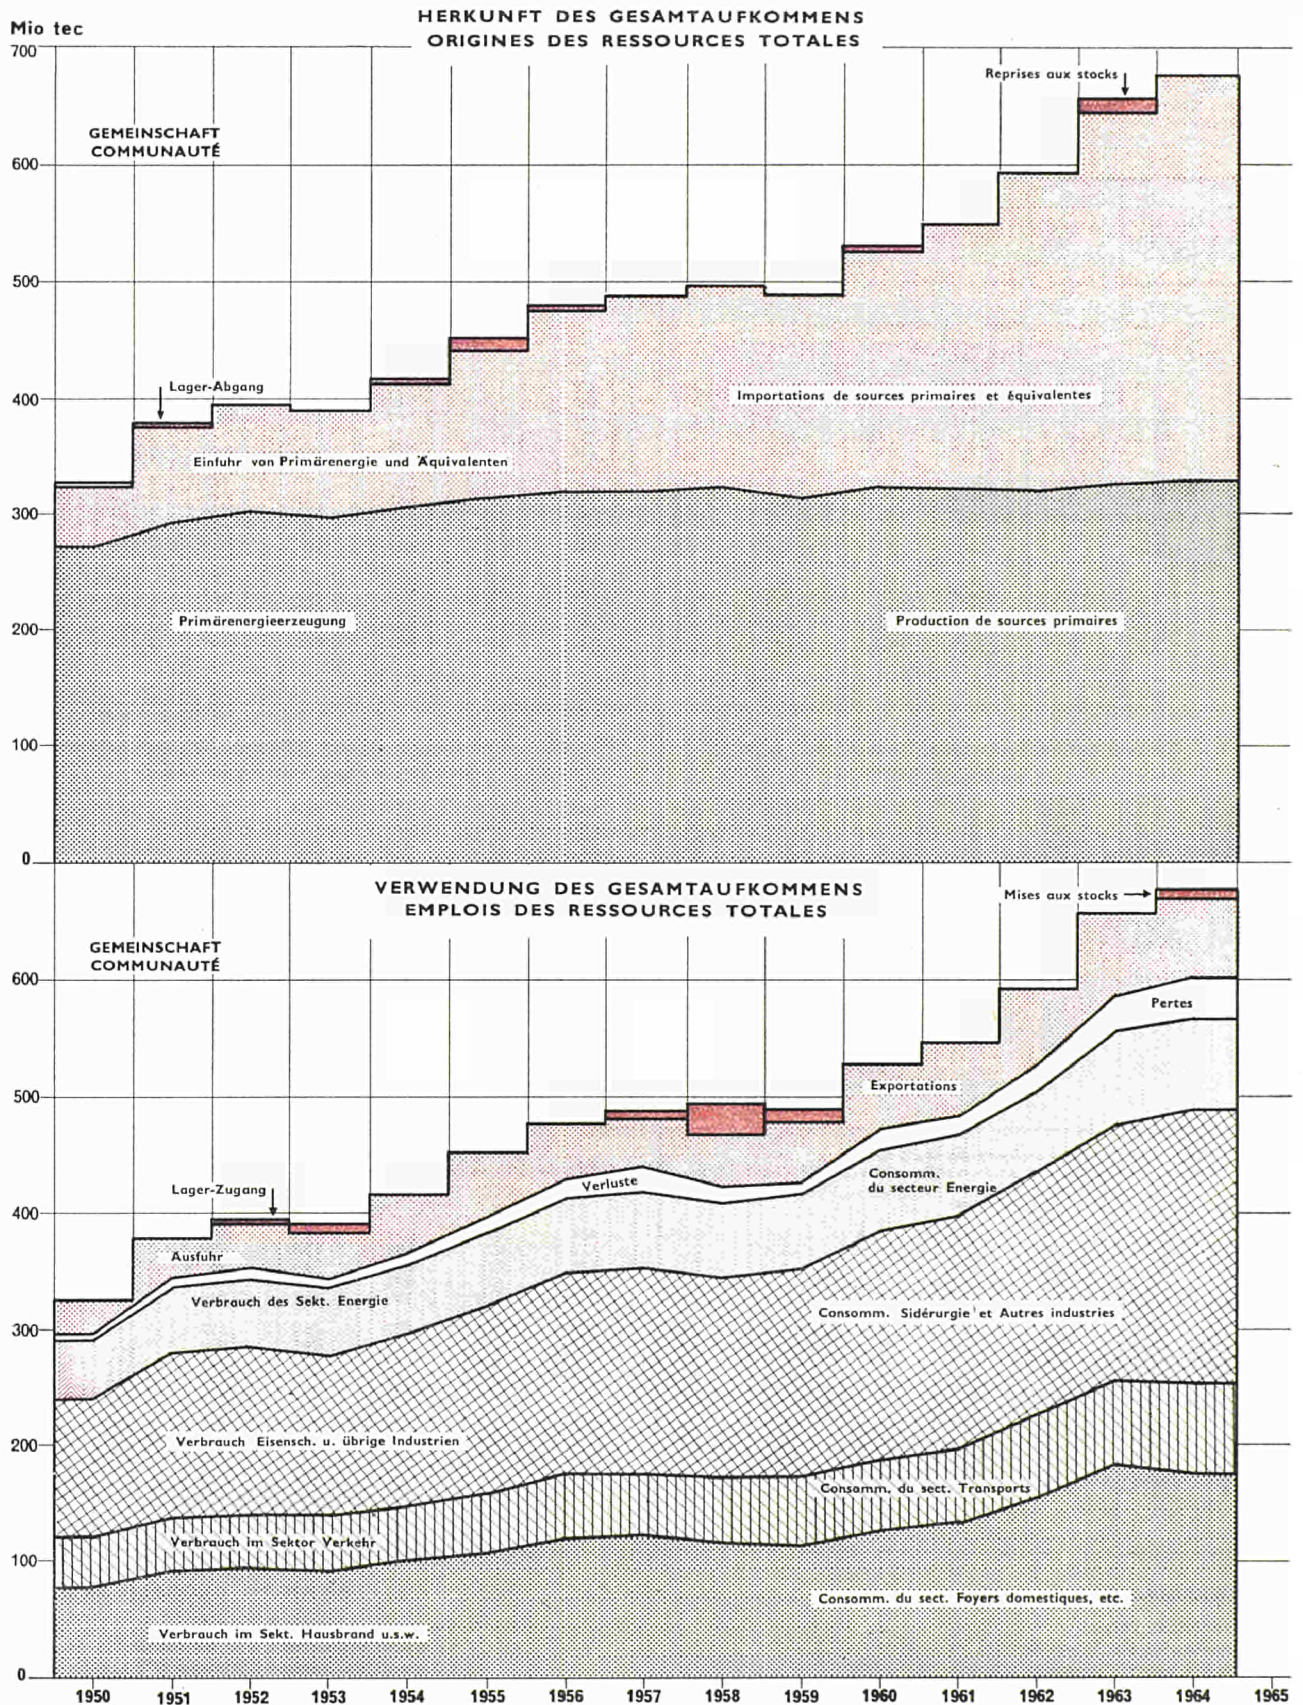 HERKUNFT DES GESAMTAUFKOMMENS
ORIGINES DES RESSOURCES TOTALES
Mio tec
700
600
500
400
300
200
100
0
GEMEINSCHAFT
COMMUNAUTÉ
Reprises aux stocks
Lager-Abgang
Importations de sources primaires et équivalentes
Einfuhr von Primärenergie und Äquivalenten
Primärenergieerzeugung
Production de sources primaires
VERWENDUNG DES GESAMTAUFKOMMENS
EMPLOIS DES RESSOURCES TOTALES
GEMEINSCHAFT
COMMUNAUTÉ
600
500
400
300
200
100
0
Mises aux stocks
Pertes
Exportations
Verluste
Consomm.
du secteur Energie
Lager-Zugang
Ausfuhr
Verbrauch des Sekt. Energie
Consomm. Sidérurgie et Autres industries
Verbrauch Eisensch. u. übrige Industrien
Consomm. du sect. Transports
Verbrauch im Sektor Verkehr
Consomm. du sect. Foyers domestiques, etc.
Verbrauch im Sekt. Hausbrand u.s.w.
1950 1951 1952 1953 1954 1955 1956 1957 1958 1959 1960 1961 1962 1963 1964 1965